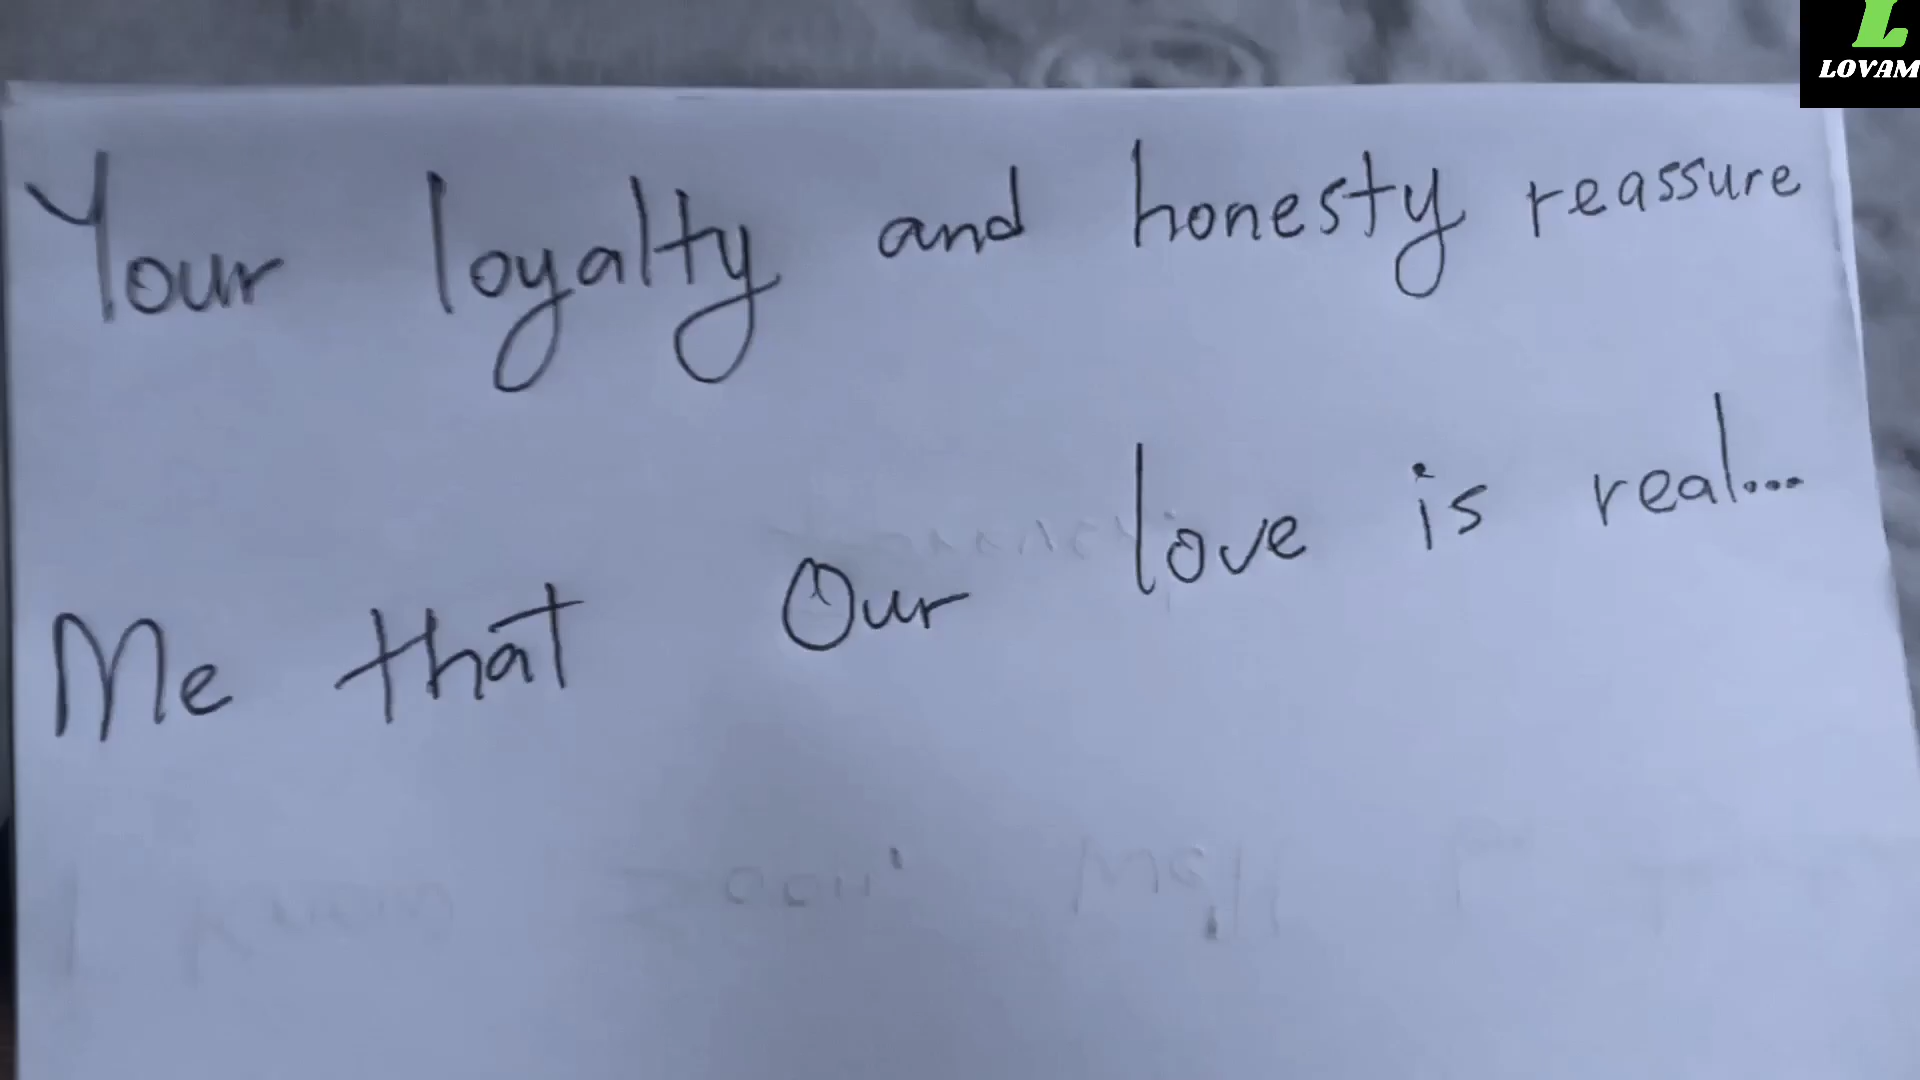 L
LOVAM
Your loyalty and honesty reassure
Me that Our love is real...